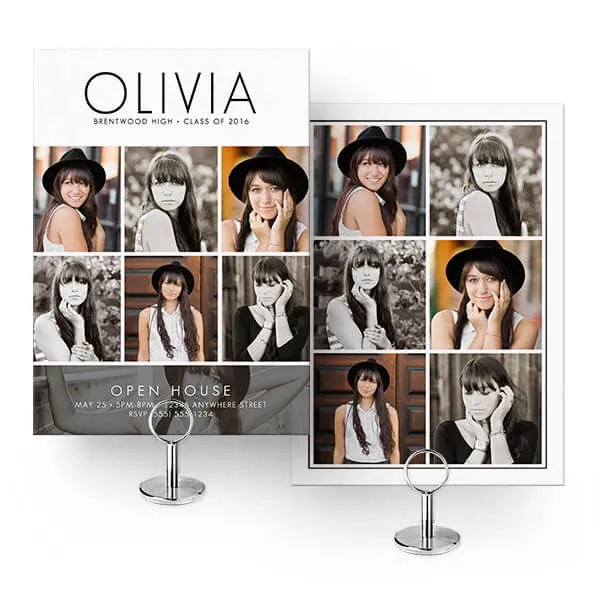 OLIVIA
BRENTWOOD HIGH • CLASS OF 2016
OPEN HOUSE
MAY 25 • 5PM-8PM • 12345 ANYWHERE STREET
RSVP (555) 555-1234